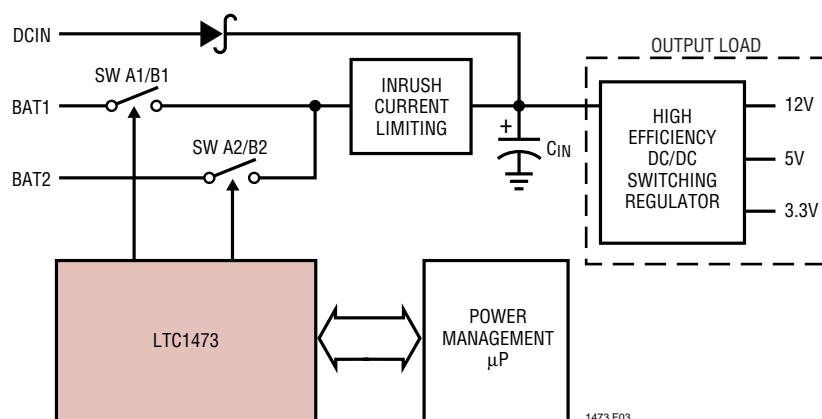 DCIN
OUTPUT LOAD
SW A1/B1
BAT1
INRUSH
CURRENT
LIMITING
+
CIN
HIGH
EFFICIENCY
DC/DC
SWITCHING
REGULATOR
12V
5V
3.3V
SW A2/B2
BAT2
LTC1473
POWER
MANAGEMENT
µP
1473 F03